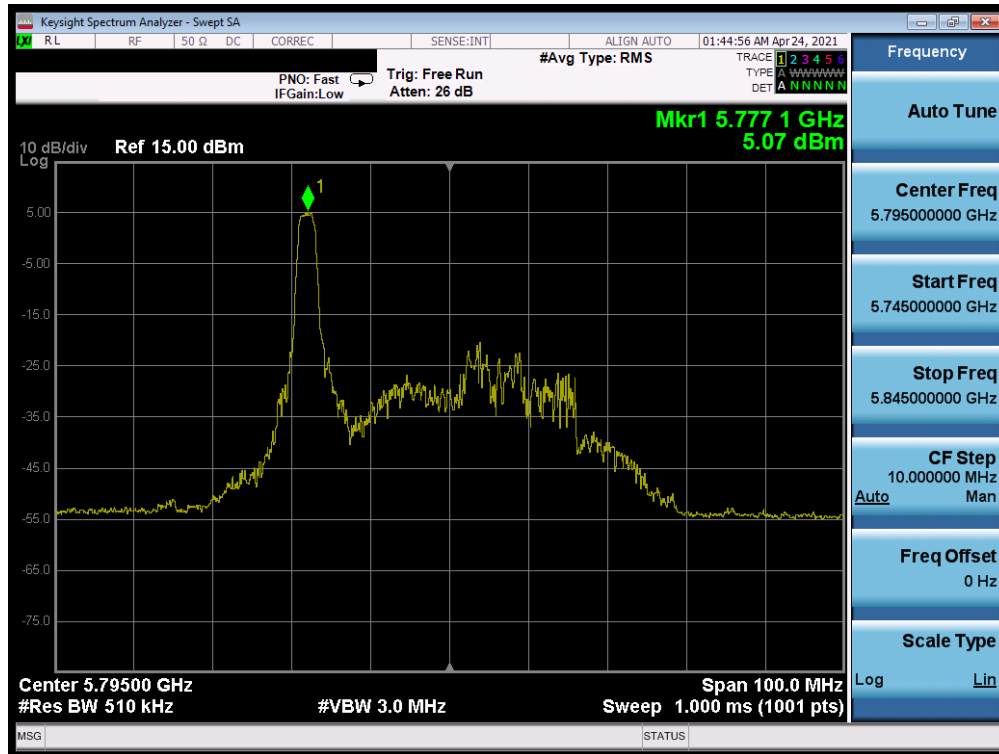 Keysight Spectrum Analyzer - Swept SA
LXI RL RF 50 Ω DC CORREC SENSE:INT ALIGN AUTO 01:44:56 AM Apr 24, 2021
PNO: Fast
IFGain:Low
Trig: Free Run
Atten: 26 dB
#Avg Type: RMS
TRACE 1 2 3 4 5 6
TYPE A WWWWW
DET A N N N N N
Mkr1 5.777 1 GHz
5.07 dBm
10 dB/div Ref 15.00 dBm
Log
1
5.00
-5.00
-15.0
-25.0
-35.0
-45.0
-55.0
-65.0
-75.0
Center 5.79500 GHz Span 100.0 MHz
#Res BW 510 kHz #VBW 3.0 MHz Sweep 1.000 ms (1001 pts)
MSG STATUS
Frequency
Auto Tune
Center Freq
5.795000000 GHz
Start Freq
5.745000000 GHz
Stop Freq
5.845000000 GHz
CF Step
10.000000 MHz
Auto Man
Freq Offset
0 Hz
Scale Type
Log Lin